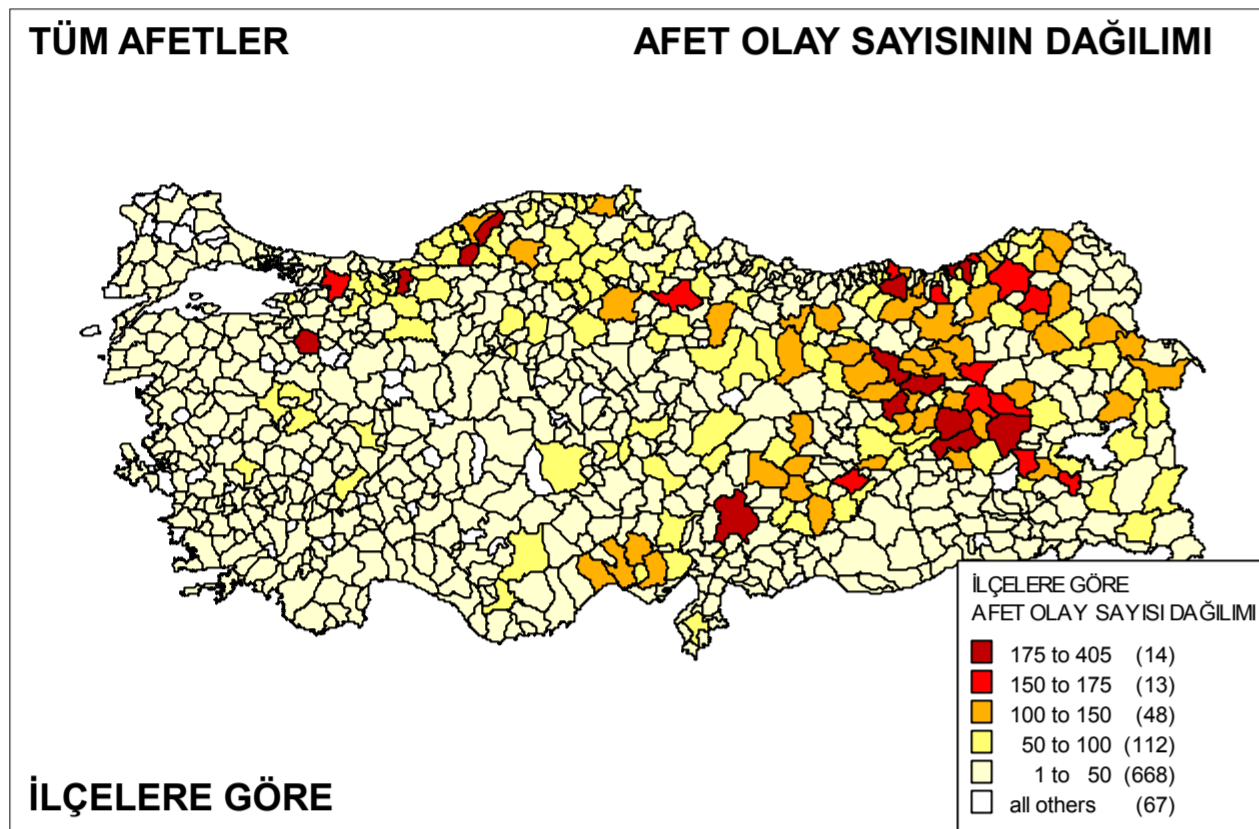 TÜM AFETLER
AFET OLAY SAYISININ DAĞILIMI
İLÇELERE GÖRE
AFET OLAY SAYISI DAĞILIMI
175 to 405 (14)
150 to 175 (13)
100 to 150 (48)
50 to 100 (112)
1 to 50 (668)
all others (67)
İLÇELERE GÖRE